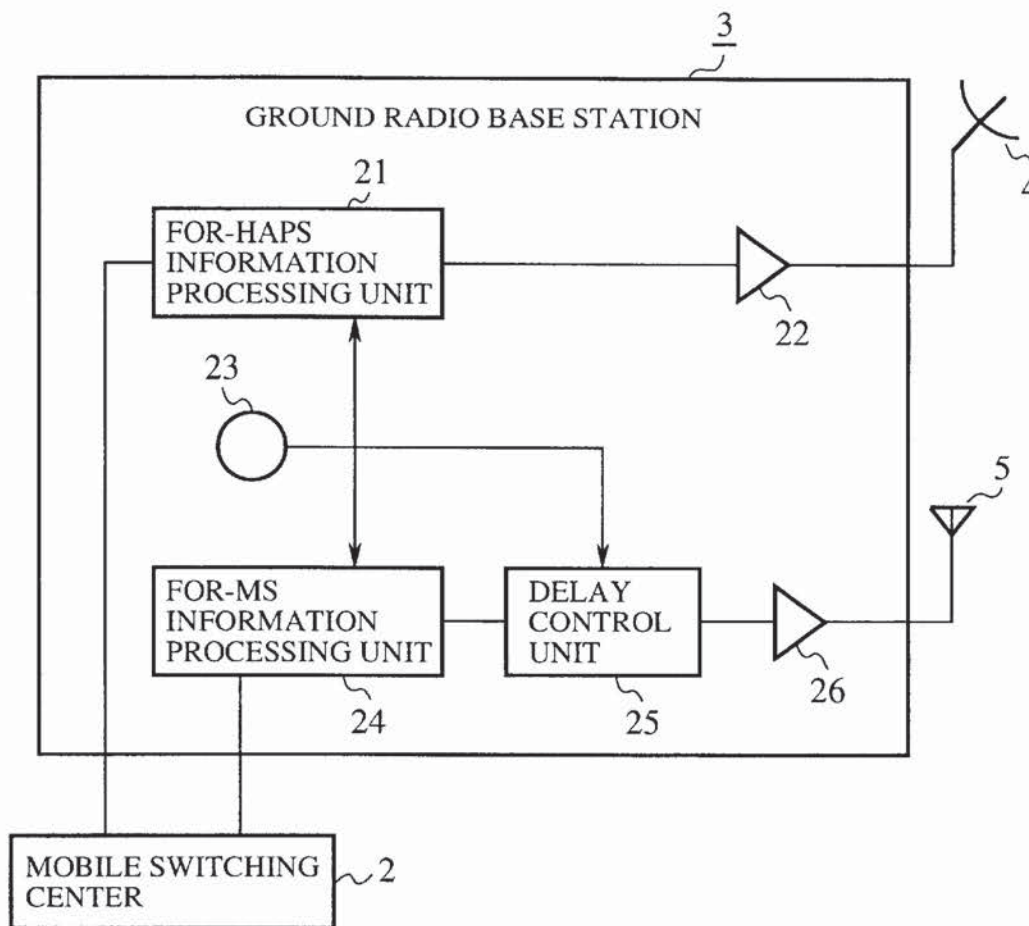 3
GROUND RADIO BASE STATION
4
21
FOR-HAPS
INFORMATION
PROCESSING UNIT
22
23
5
FOR-MS
INFORMATION
PROCESSING UNIT
DELAY
CONTROL
UNIT
24
25
26
MOBILE SWITCHING
CENTER
2